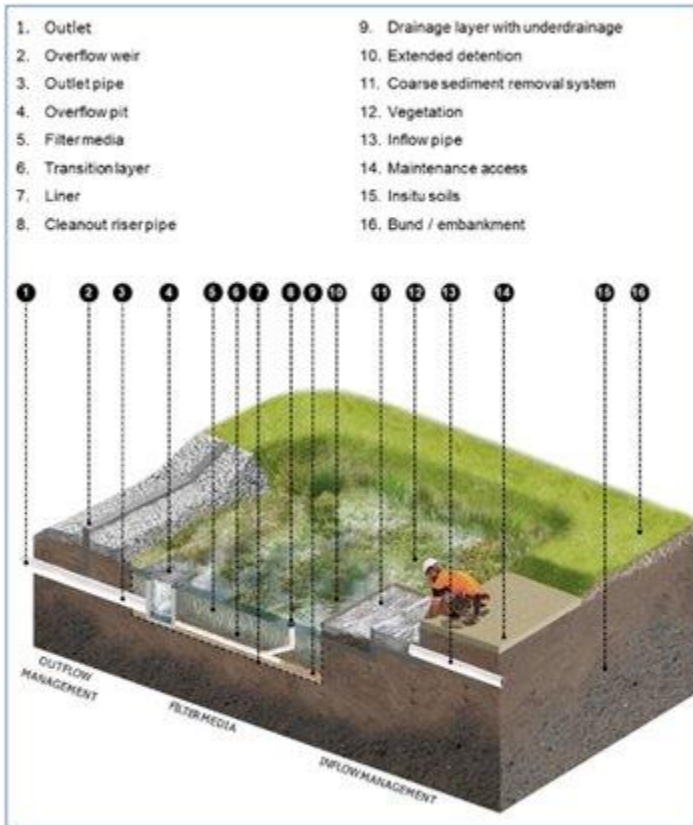 1. Outlet
2. Overflow weir
3. Outlet pipe
4. Overflow pit
5. Filter media
6. Transition layer
7. Liner
8. Cleanout riser pipe
9. Drainage layer with underdrainage
10. Extended detention
11. Coarse sediment removal system
12. Vegetation
13. Inflow pipe
14. Maintenance access
15. Insitu soils
16. Bund / embankment
1 2 3 4 5 6 7 8 9 10 11 12 13 14 15 16
OUTFLOW
MANAGEMENT
FILTER MEDIA
INFLOW MANAGEMENT